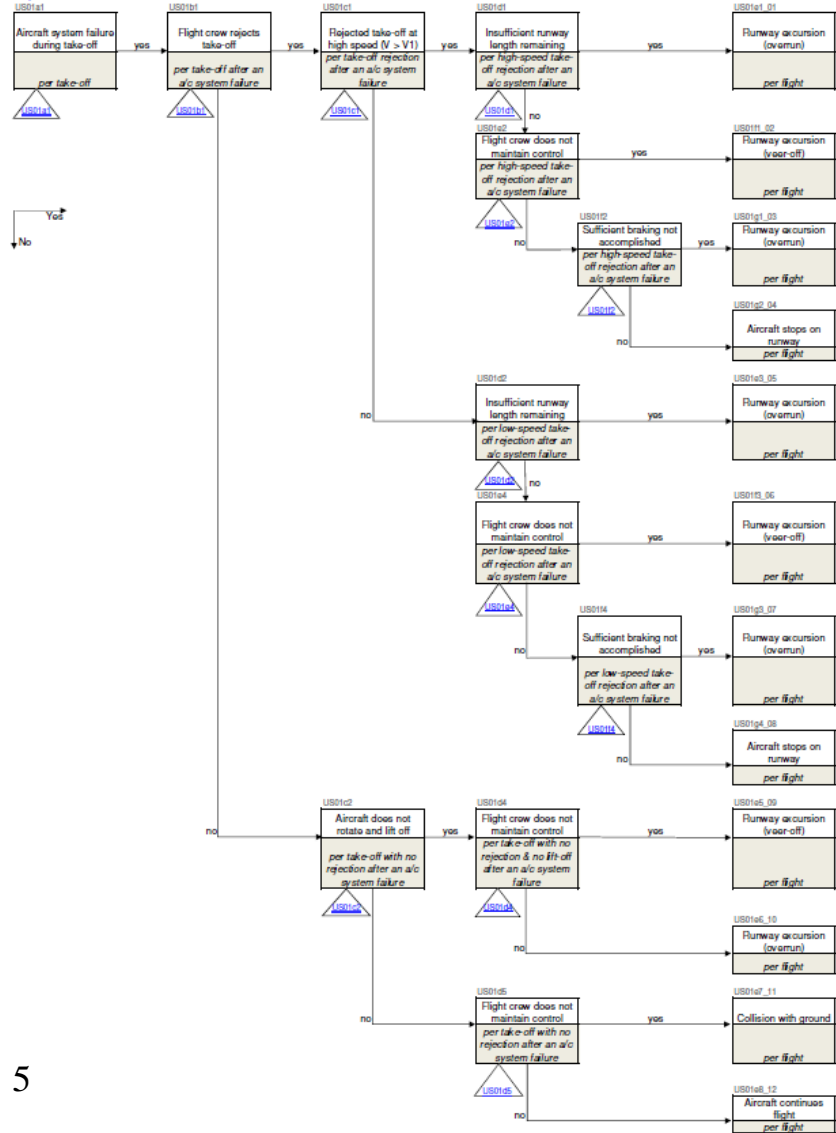 US01a1
Aircraft system failure
during take-off
per take-off
US01a1
yes
US01b1
Flight crew rejects
take-off
per take-off after an
a/c system failure
US01b1
yes
US01c1
Rejected take-off at
high speed (V > V1)
per take-off rejection
after an a/c system
failure
US01c1
yes
US01d1
Insufficient runway
length remaining
per high-speed take-
off rejection after an
a/c system failure
US01d1
yes
US01e1_01
Runway excursion
(overrun)
per flight
no
US01e2
Flight crew does not
maintain control
per high-speed take-
off rejection after an
a/c system failure
US01e2
yes
US01f1_02
Runway excursion
(veer-off)
per flight
Yes
No
no
US01f2
Sufficient braking not
accomplished
per high-speed take-
off rejection after an
a/c system failure
US01f2
yes
US01g1_03
Runway excursion
(overrun)
per flight
no
US01g2_04
Aircraft stops on
runway
per flight
no
US01d2
Insufficient runway
length remaining
per low-speed take-
off rejection after an
a/c system failure
US01d2
yes
US01e3_05
Runway excursion
(overrun)
per flight
no
US01e4
Flight crew does not
maintain control
per low-speed take-
off rejection after an
a/c system failure
US01e4
yes
US01f3_06
Runway excursion
(veer-off)
per flight
no
US01f4
Sufficient braking not
accomplished
per low-speed take-
off rejection after an
a/c system failure
US01f4
yes
US01g3_07
Runway excursion
(overrun)
per flight
no
US01g4_08
Aircraft stops on
runway
per flight
no
US01c2
Aircraft does not
rotate and lift off
per take-off with no
rejection after an a/c
system failure
US01c2
yes
US01d4
Flight crew does not
maintain control
per take-off with no
rejection & no lift-off
after an a/c system
failure
US01d4
yes
US01e5_09
Runway excursion
(veer-off)
per flight
no
US01e6_10
Runway excursion
(overrun)
per flight
no
US01d5
Flight crew does not
maintain control
per take-off with no
rejection after an a/c
system failure
US01d5
yes
US01e7_11
Collision with ground
per flight
no
US01e8_12
Aircraft continues
flight
per flight
5